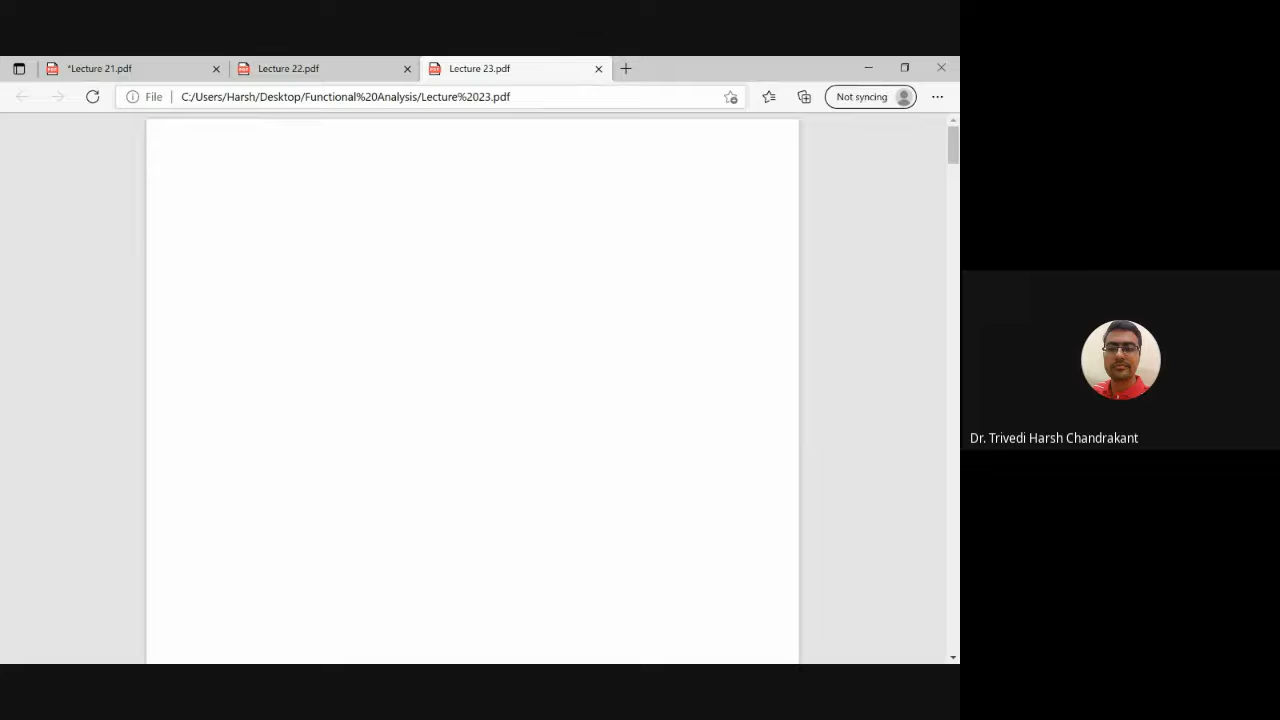 *Lecture 21.pdf
Lecture 22.pdf
Lecture 23.pdf
File
C:/Users/Harsh/Desktop/Functional%20Analysis/Lecture%2023.pdf
Not syncing
Dr. Trivedi Harsh Chandrakant